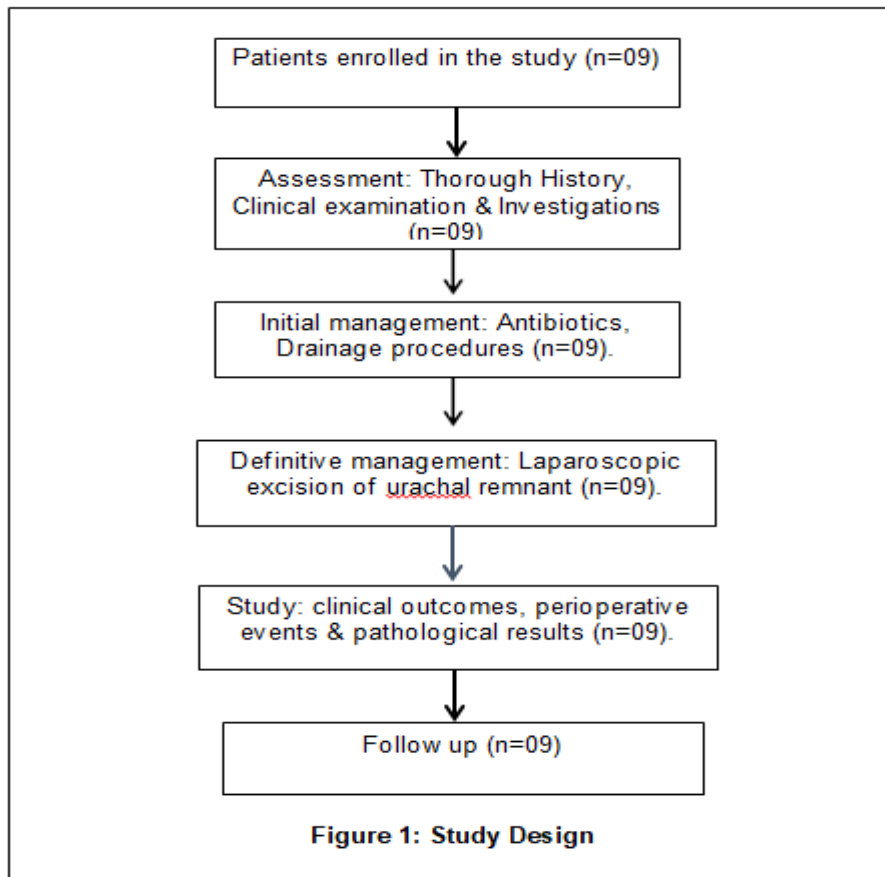 Patients enrolled in the study (n=09)
Assessment: Thorough History,
Clinical examination & Investigations
(n=09)
Initial management: Antibiotics,
Drainage procedures (n=09).
Definitive management: Laparoscopic
excision of urachal remnant (n=09).
Study: clinical outcomes, perioperative
events & pathological results (n=09).
Follow up (n=09)
Figure 1: Study Design